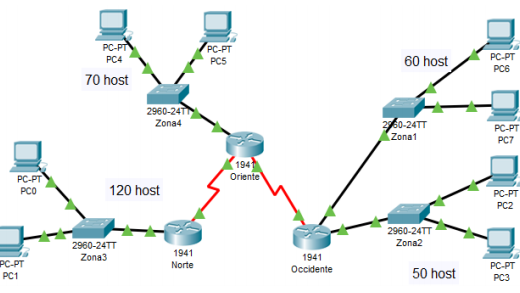 PC-PT
PC4
PC-PT
PC5
70 host
2960-24TT
Zona4
1941
Oriente
PC-PT
PC0
120 host
2960-24TT
Zona3
PC-PT
PC1
1941
Norte
60 host
PC-PT
PC6
2960-24TT
Zona1
PC-PT
PC7
PC-PT
PC2
2960-24TT
Zona2
1941
Occidente
PC-PT
PC3
50 host